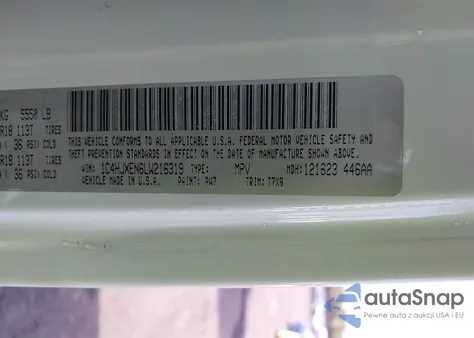 KG 5550 LB
R18 113T TIRES
( 36 PSI) COLD
R18 113T TIRES
( 36 PSI) COLD
THIS VEHICLE CONFORMS TO ALL APPLICABLE U.S.A. FEDERAL MOTOR VEHICLE SAFETY AND
THEFT PREVENTION STANDARDS IN EFFECT ON THE DATE OF MANUFACTURE SHOWN ABOVE.
VIN: 1C4HJXEN6LW216319 MPV MDH: 121623 446AA
MADE IN U.S.A. PAINT: PW7 TRIM: T7X9
autaSnap
Pewne auta z aukcji USA i EU